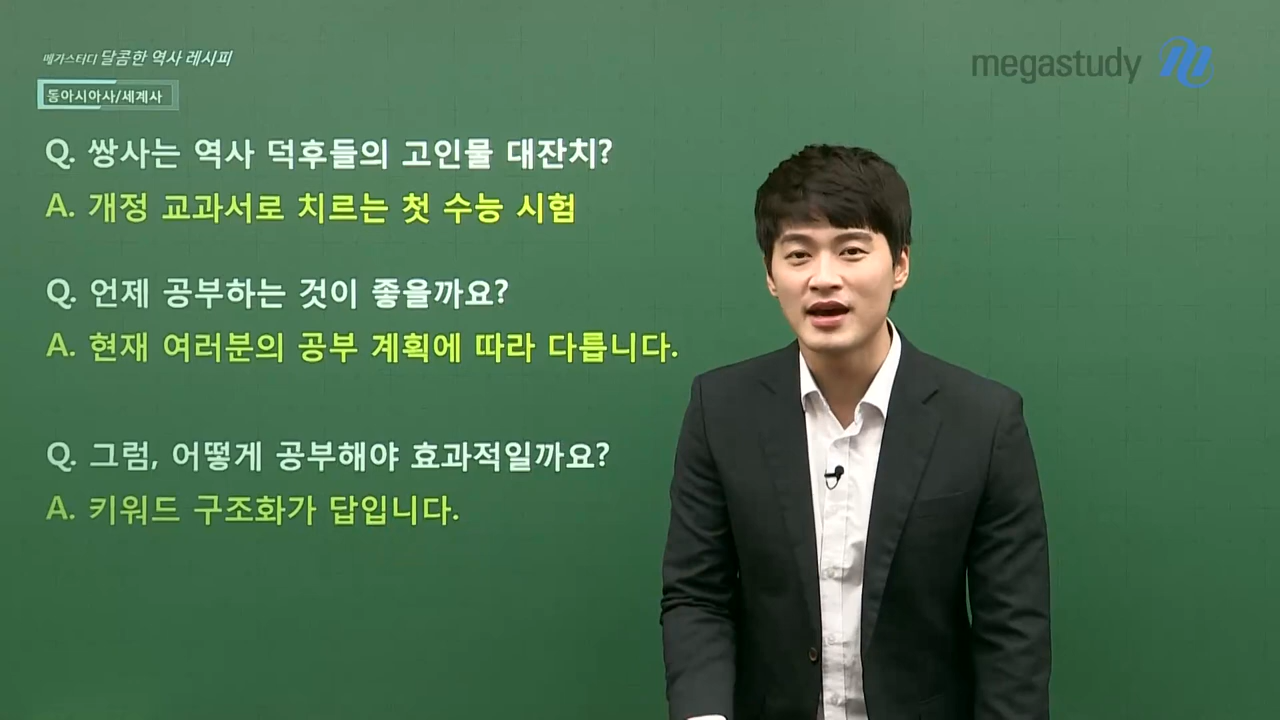 메가스터디 달콤한 역사 레시피
megastudy
동아시아사/세계사
Q. 쌍사는 역사 덕후들의 고인물 대잔치?
A. 개정 교과서로 치르는 첫 수능 시험
Q. 언제 공부하는 것이 좋을까요?
A. 현재 여러분의 공부 계획에 따라 다릅니다.
Q. 그럼, 어떻게 공부해야 효과적일까요?
A. 키워드 구조화가 답입니다.